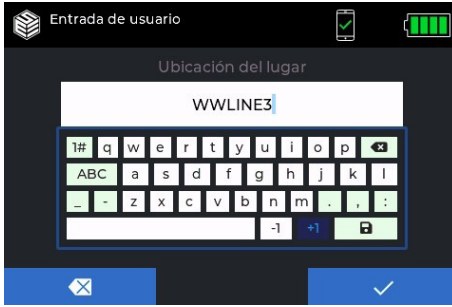 Entrada de usuario
Ubicación del lugar
WWLINE3
1# q w e r t y u i o p
ABC a s d f g h j k l
_ - z x c v b n m . , :
-1 +1